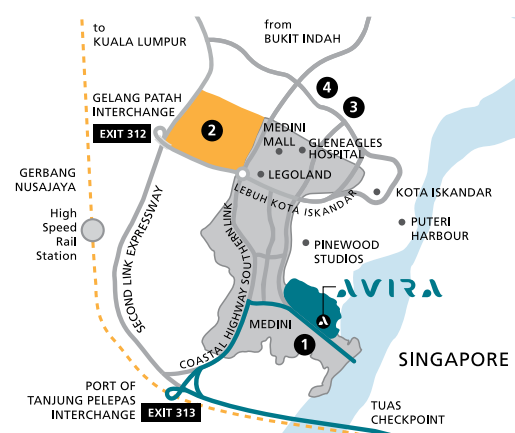 to
KUALA LUMPUR
from
BUKIT INDAH
4
3
GELANG PATAH
INTERCHANGE
EXIT 312
2
MEDINI
MALL
GLENEAGLES
HOSPITAL
LEGOLAND
LEBUH KOTA ISKANDAR
KOTA ISKANDAR
GERBANG
NUSAJAYA
High
Speed
Rail
Station
PUTERI
HARBOUR
PINEWOOD
STUDIOS
SECOND LINK EXPRESSWAY
COASTAL HIGHWAY SOUTHERN LINK
AVIRA
MEDINI
1
SINGAPORE
PORT OF
TANJUNG PELEPAS
INTERCHANGE
EXIT 313
TUAS
CHECKPOINT